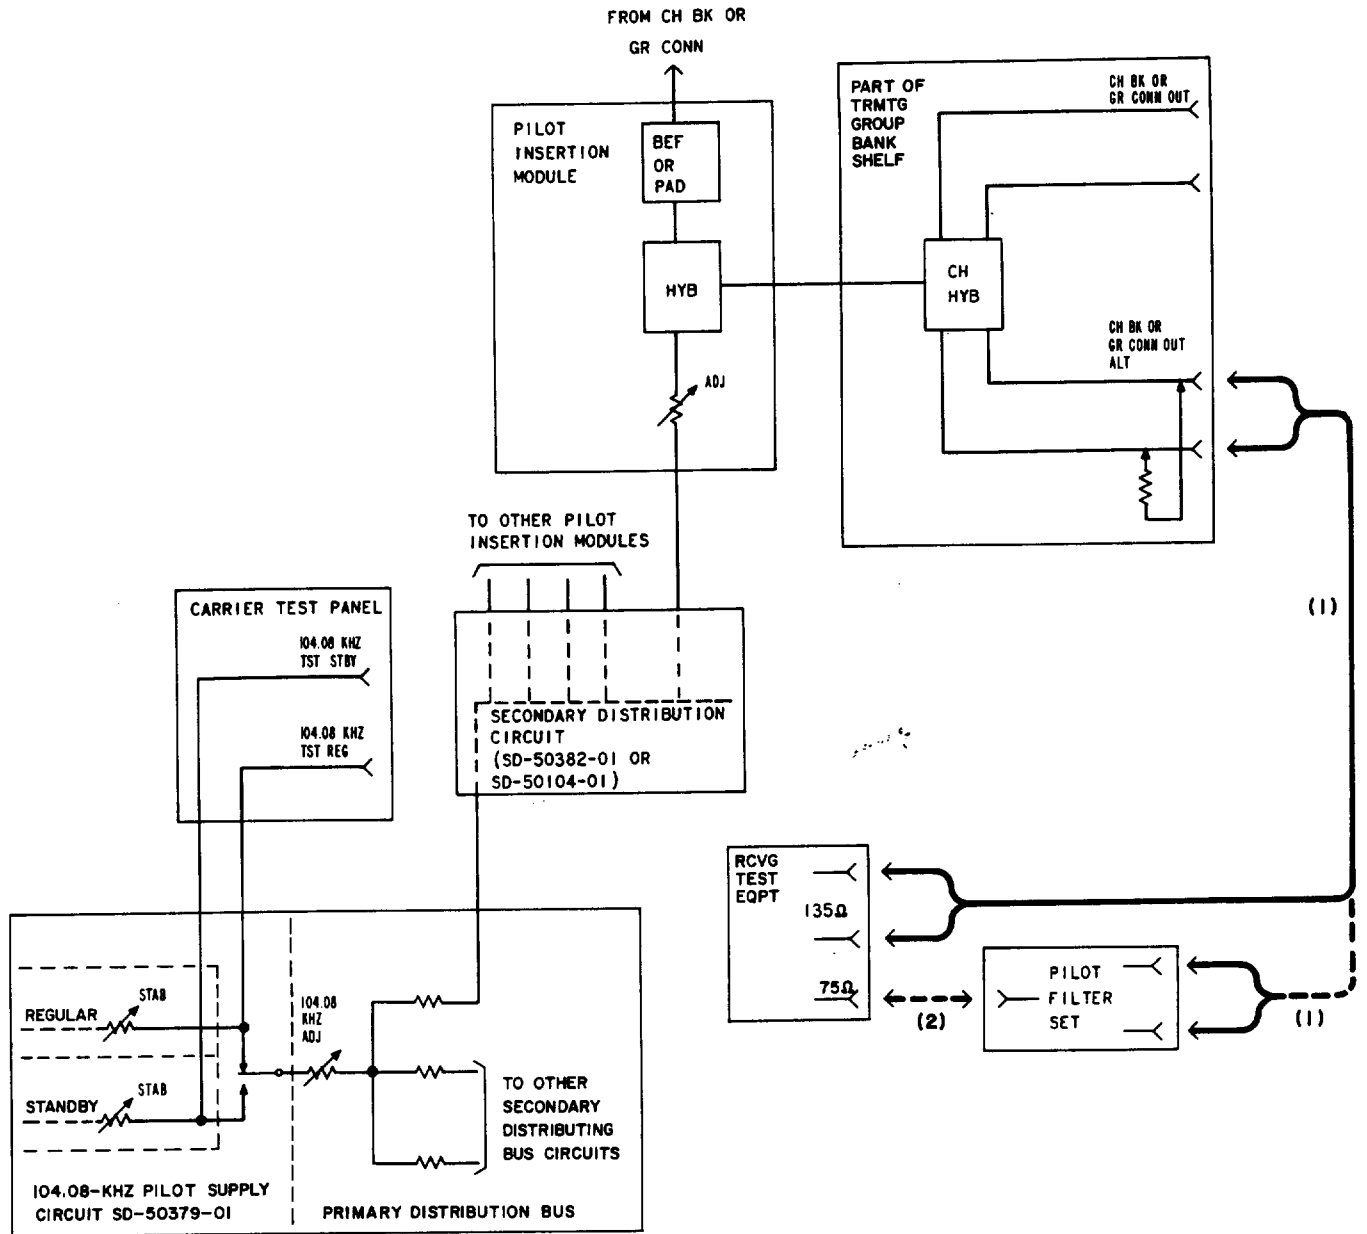 FROM CH BK OR
GR CONN
PILOT
INSERTION
MODULE
BEF
OR
PAD
HYB
ADJ
PART OF
TRMTG
GROUP
BANK
SHELF
CH BK OR
GR CONN OUT
CH
HYB
CH BK OR
GR CONN OUT
ALT
TO OTHER PILOT
INSERTION MODULES
CARRIER TEST PANEL
104.08 KHZ
TST STBY
104.08 KHZ
TST REG
SECONDARY DISTRIBUTION
CIRCUIT
(SD-50382-01 OR
SD-50104-01)
(1)
RCVG
TEST
EQPT
135Ω
75Ω
(2)
PILOT
FILTER
SET
(1)
REGULAR
STAB
STANDBY
STAB
104.08
KHZ
ADJ
TO OTHER
SECONDARY
DISTRIBUTING
BUS CIRCUITS
104.08-KHZ PILOT SUPPLY
CIRCUIT SD-50379-01
PRIMARY DISTRIBUTION BUS